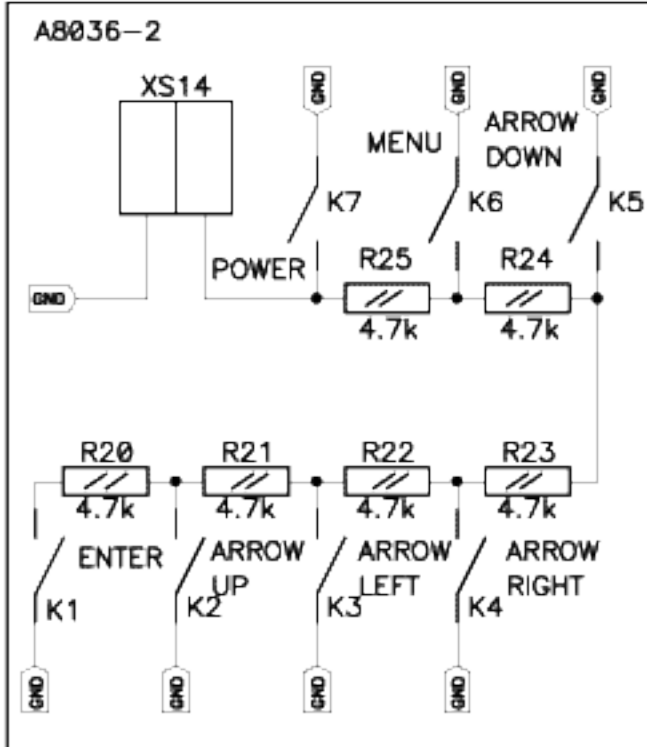 A8036-2
XS14
GND
GND
GND
MENU
ARROW
DOWN
K7
K6
K5
POWER
R25
R24
GND
4.7k
4.7k
R20
R21
R22
R23
4.7k
4.7k
4.7k
4.7k
ENTER
ARROW
UP
ARROW
LEFT
ARROW
RIGHT
K1
K2
K3
K4
GND
GND
GND
GND